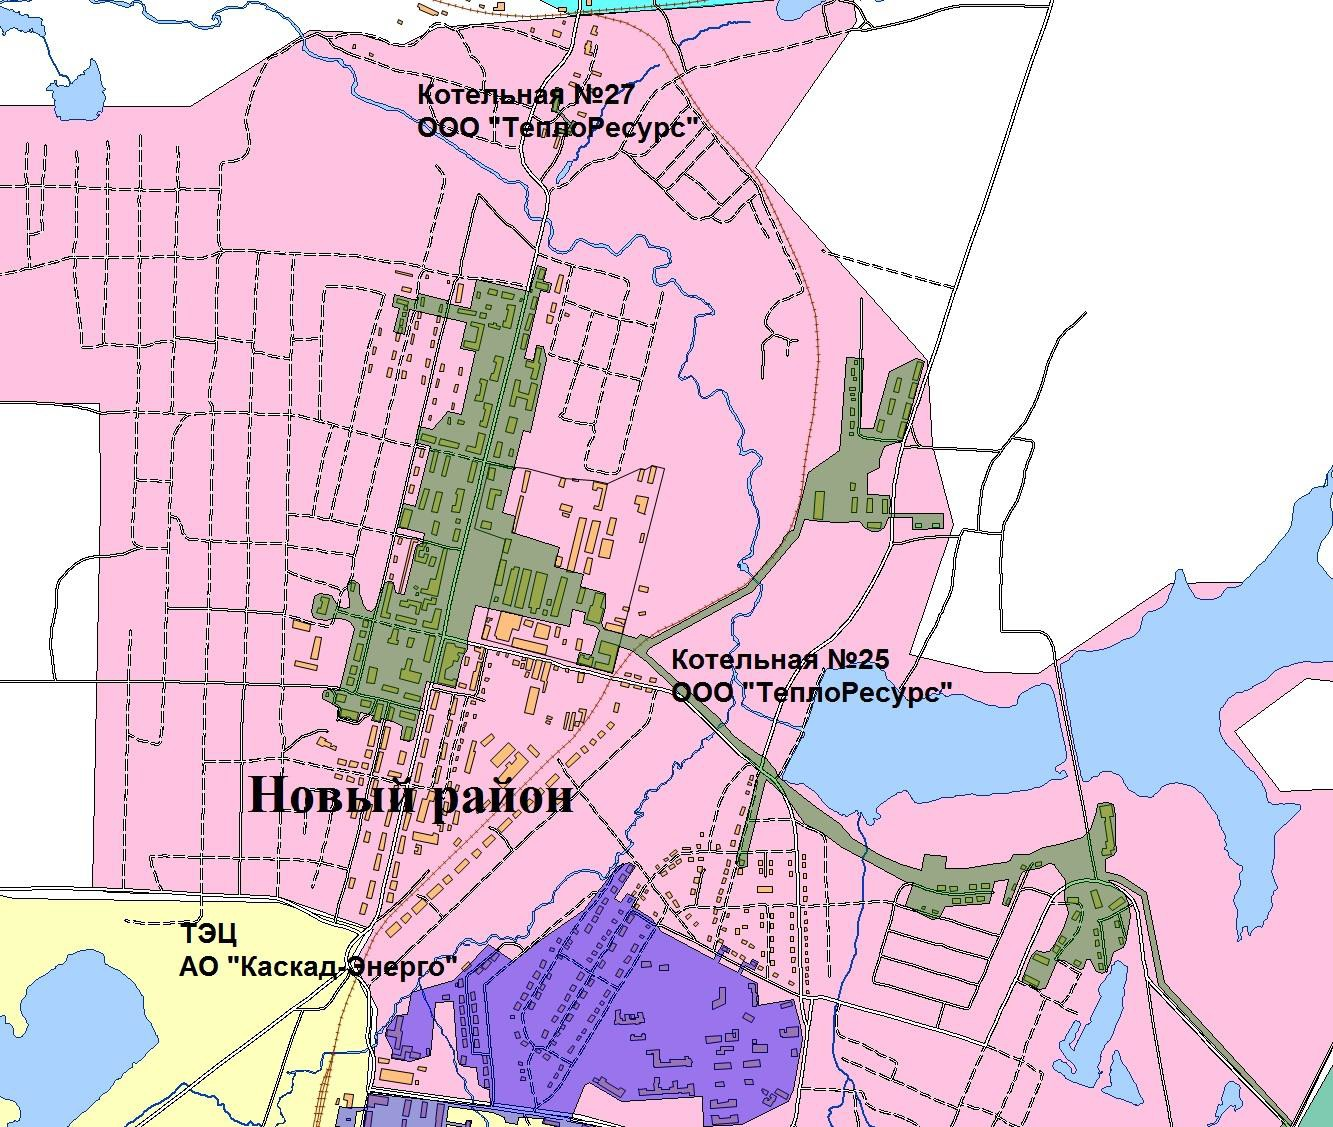 Котельная №27
ООО "ТеплоРесурс"
Котельная №25
ООО "ТеплоРесурс"
Новый район
ТЭЦ
АО "Каскад-Энерго"